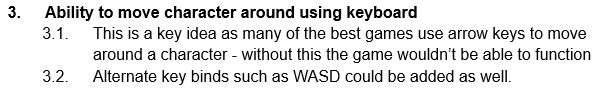 3. Ability to move character around using keyboard
3.1. This is a key idea as many of the best games use arrow keys to move
around a character - without this the game wouldn't be able to function
3.2. Alternate key binds such as WASD could be added as well.